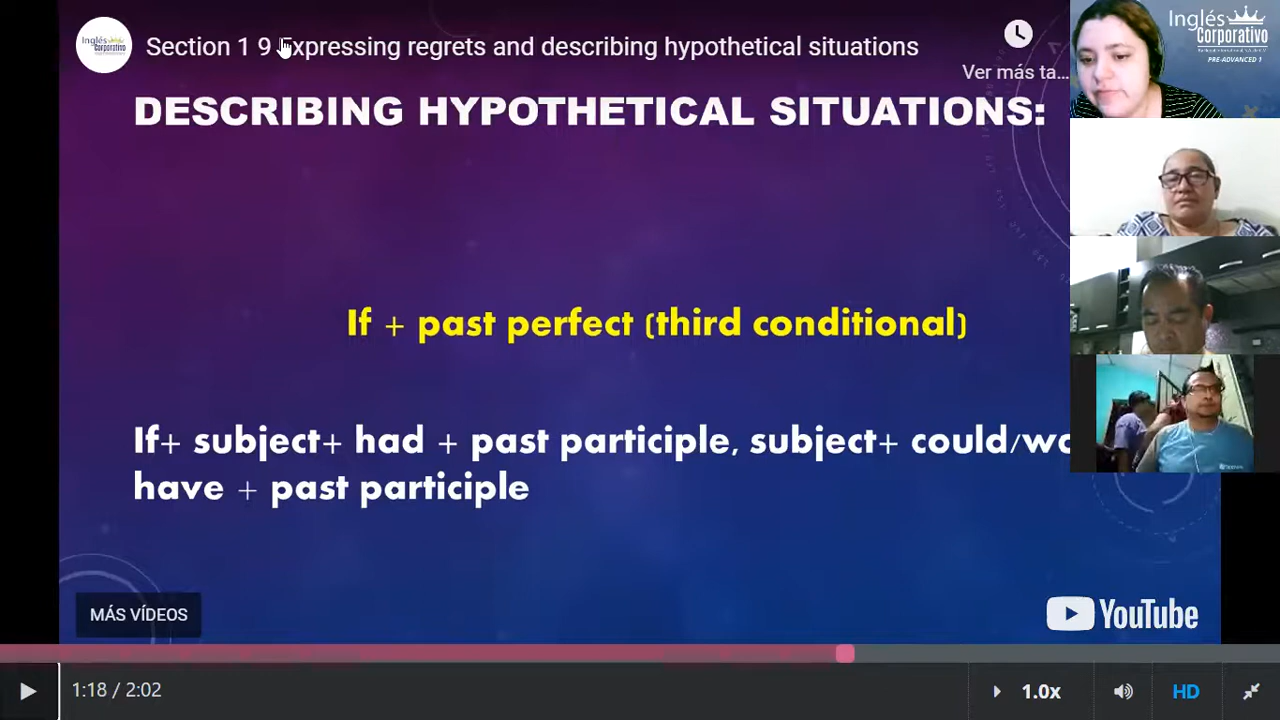 Section 1 9 Expressing regrets and describing hypothetical situations
Ver más ta...
DESCRIBING HYPOTHETICAL SITUATIONS:
If + past perfect (third conditional)
If+ subject+ had + past participle, subject+ could/wo
have + past participle
MÁS VÍDEOS
YouTube
1:18 / 2:02
1.0x
HD
Inglés
Corporativo
PRE-ADVANCED 1